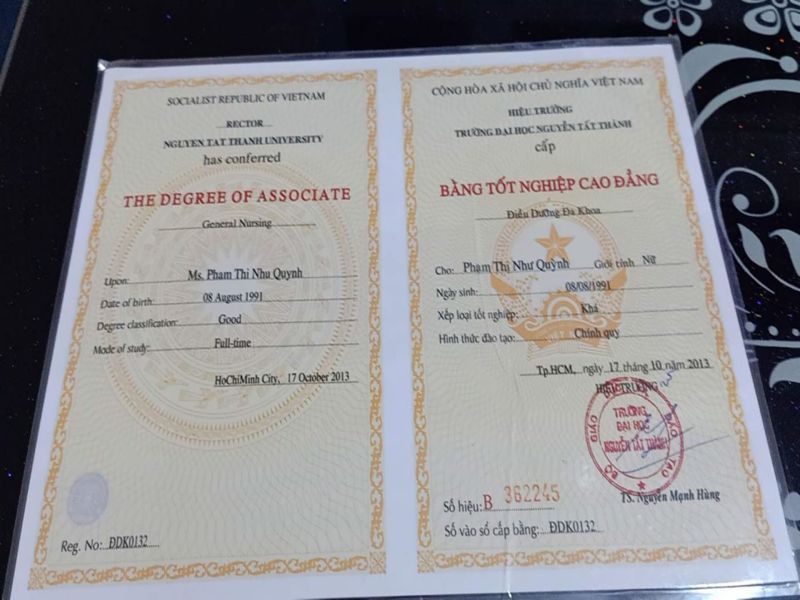 SOCIALIST REPUBLIC OF VIETNAM
RECTOR
NGUYEN TAT THANH UNIVERSITY
has conferred
THE DEGREE OF ASSOCIATE
General Nursing
Upon: Ms. Pham Thi Nhu Quynh
Date of birth: 08 August 1991
Degree classification: Good
Mode of study: Full-time
HoChiMinh City, 17 October 2013
Reg. No: ĐDK0132
CỘNG HÒA XÃ HỘI CHỦ NGHĨA VIỆT NAM
HIỆU TRƯỞNG
TRƯỜNG ĐẠI HỌC NGUYỄN TẤT THÀNH
cấp
BẰNG TỐT NGHIỆP CAO ĐẲNG
Điều Dưỡng Đa Khoa
Cho: Phạm Thị Như Quỳnh Giới tính Nữ
Ngày sinh: 08/08/1991
Xếp loại tốt nghiệp: Khá
Hình thức đào tạo: Chính quy
Tp.HCM, ngày 17 tháng 10 năm 2013
HIỆU TRƯỞNG
TRƯỜNG
ĐẠI HỌC
NGUYỄN TẤT THÀNH
BỘ GIÁO DỤC ĐÀO TẠO
TS. Nguyễn Mạnh Hùng
Số hiệu: B 362245
Số vào sổ cấp bằng: ĐDK0132